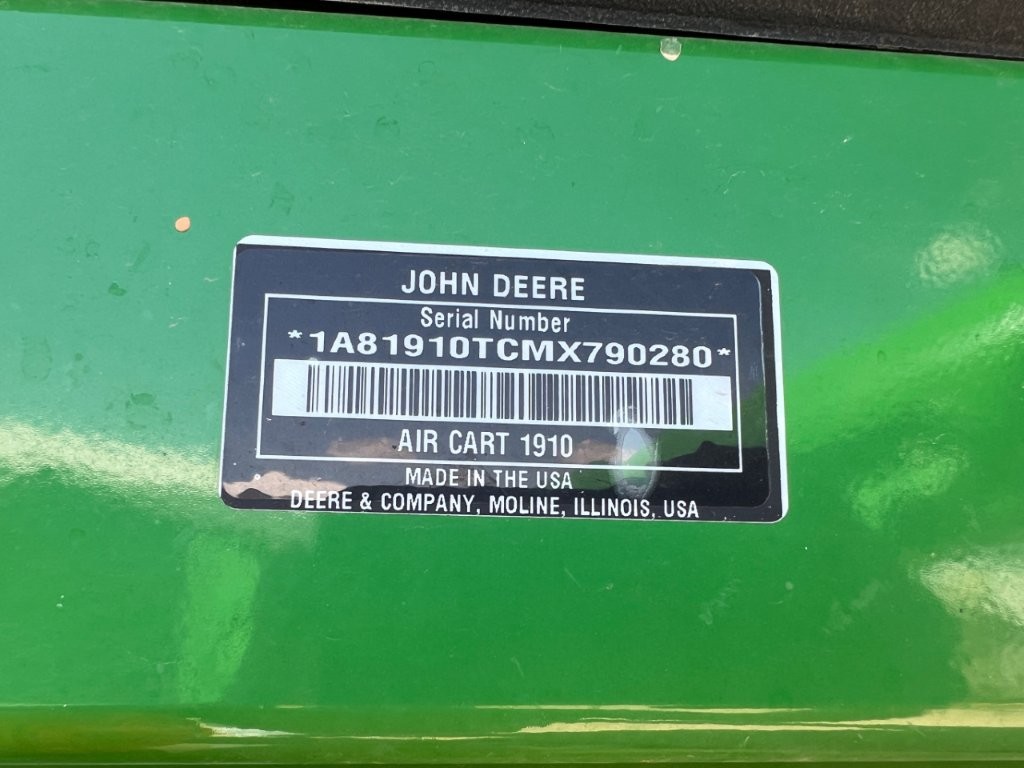 JOHN DEERE
Serial Number
*1A81910TCMX790280*
AIR CART 1910
MADE IN THE USA
DEERE & COMPANY, MOLINE, ILLINOIS, USA